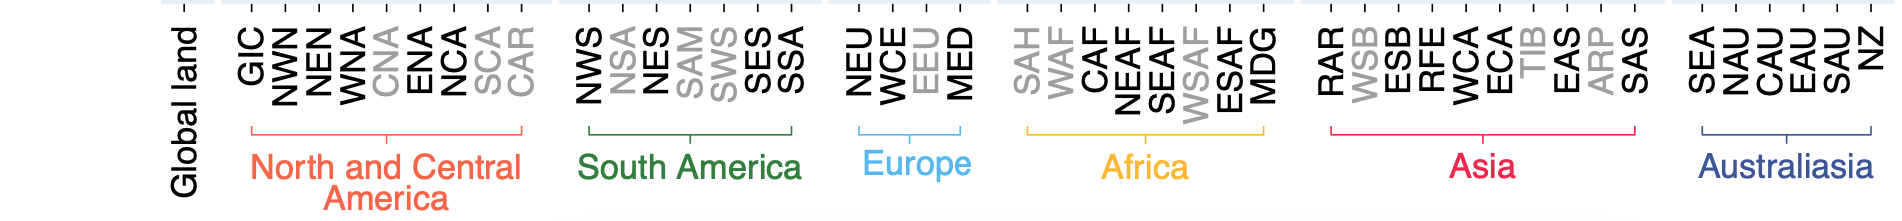 Global land
GIC
NWN
NEN
WNA
CNA
ENA
NCA
SCA
CAR
North and Central
America
NWS
NSA
NES
SAM
SWS
SES
SSA
South America
NEU
WCE
EEU
MED
Europe
SAH
WAF
CAF
NEAF
SEAF
WSAF
ESAF
MDG
Africa
RAR
WSB
ESB
RFE
WCA
ECA
TIB
EAS
ARP
SAS
Asia
SEA
NAU
CAU
EAU
SAU
NZ
Australiasia